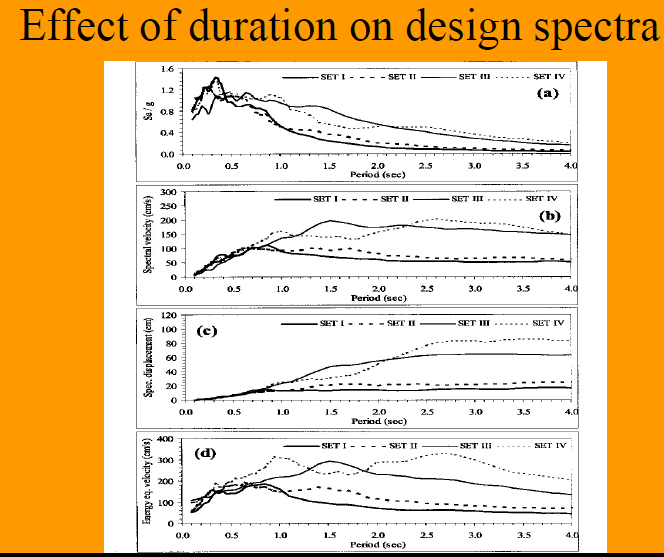 Effect of duration on design spectra
1.6
SET I SET II SET III SET IV
1.2
(a)
Sa / g
0.8
0.4
0.0
0.0 0.5 1.0 1.5 2.0 2.5 3.0 3.5 4.0
Period (sec)
300
SET I SET II SET III SET IV
250
(b)
200
Spectral velocity (cm/s)
150
100
50
0
0.0 0.5 1.0 1.5 2.0 2.5 3.0 3.5 4.0
Period (sec)
120
SET I SET II SET III SET IV
100
(c)
80
Spec. displacement (cm)
60
40
20
0
0.0 0.5 1.0 1.5 2.0 2.5 3.0 3.5 4.0
Period (sec)
400
SET I SET II SET III SET IV
(d)
300
Energy eq. velocity (cm/s)
200
100
0
0.0 0.5 1.0 1.5 2.0 2.5 3.0 3.5 4.0
Period (sec)